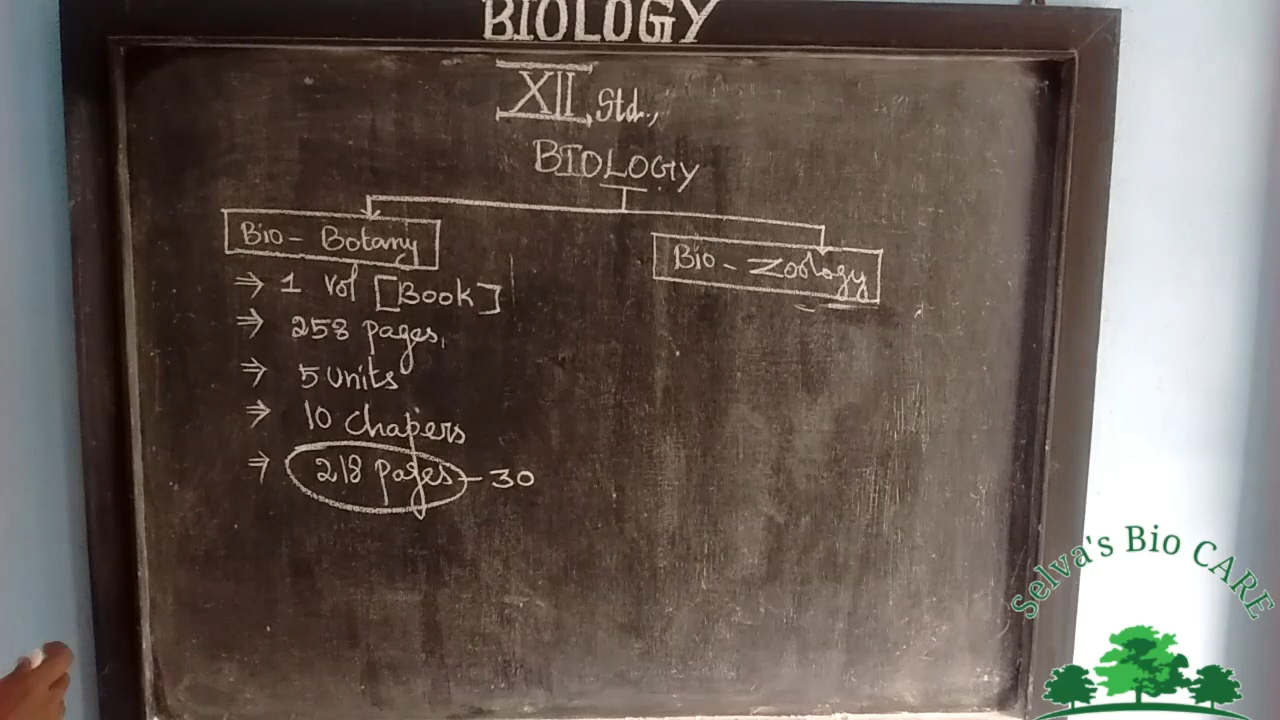 BIOLOGY
XII Std.,
BIOLOGY
Bio - Botany
Bio - Zoology
⇒ 1 vol [Book]
⇒ 258 pages,
⇒ 5 units
⇒ 10 Chapers
⇒ 218 pages - 30
Selva's Bio CARE